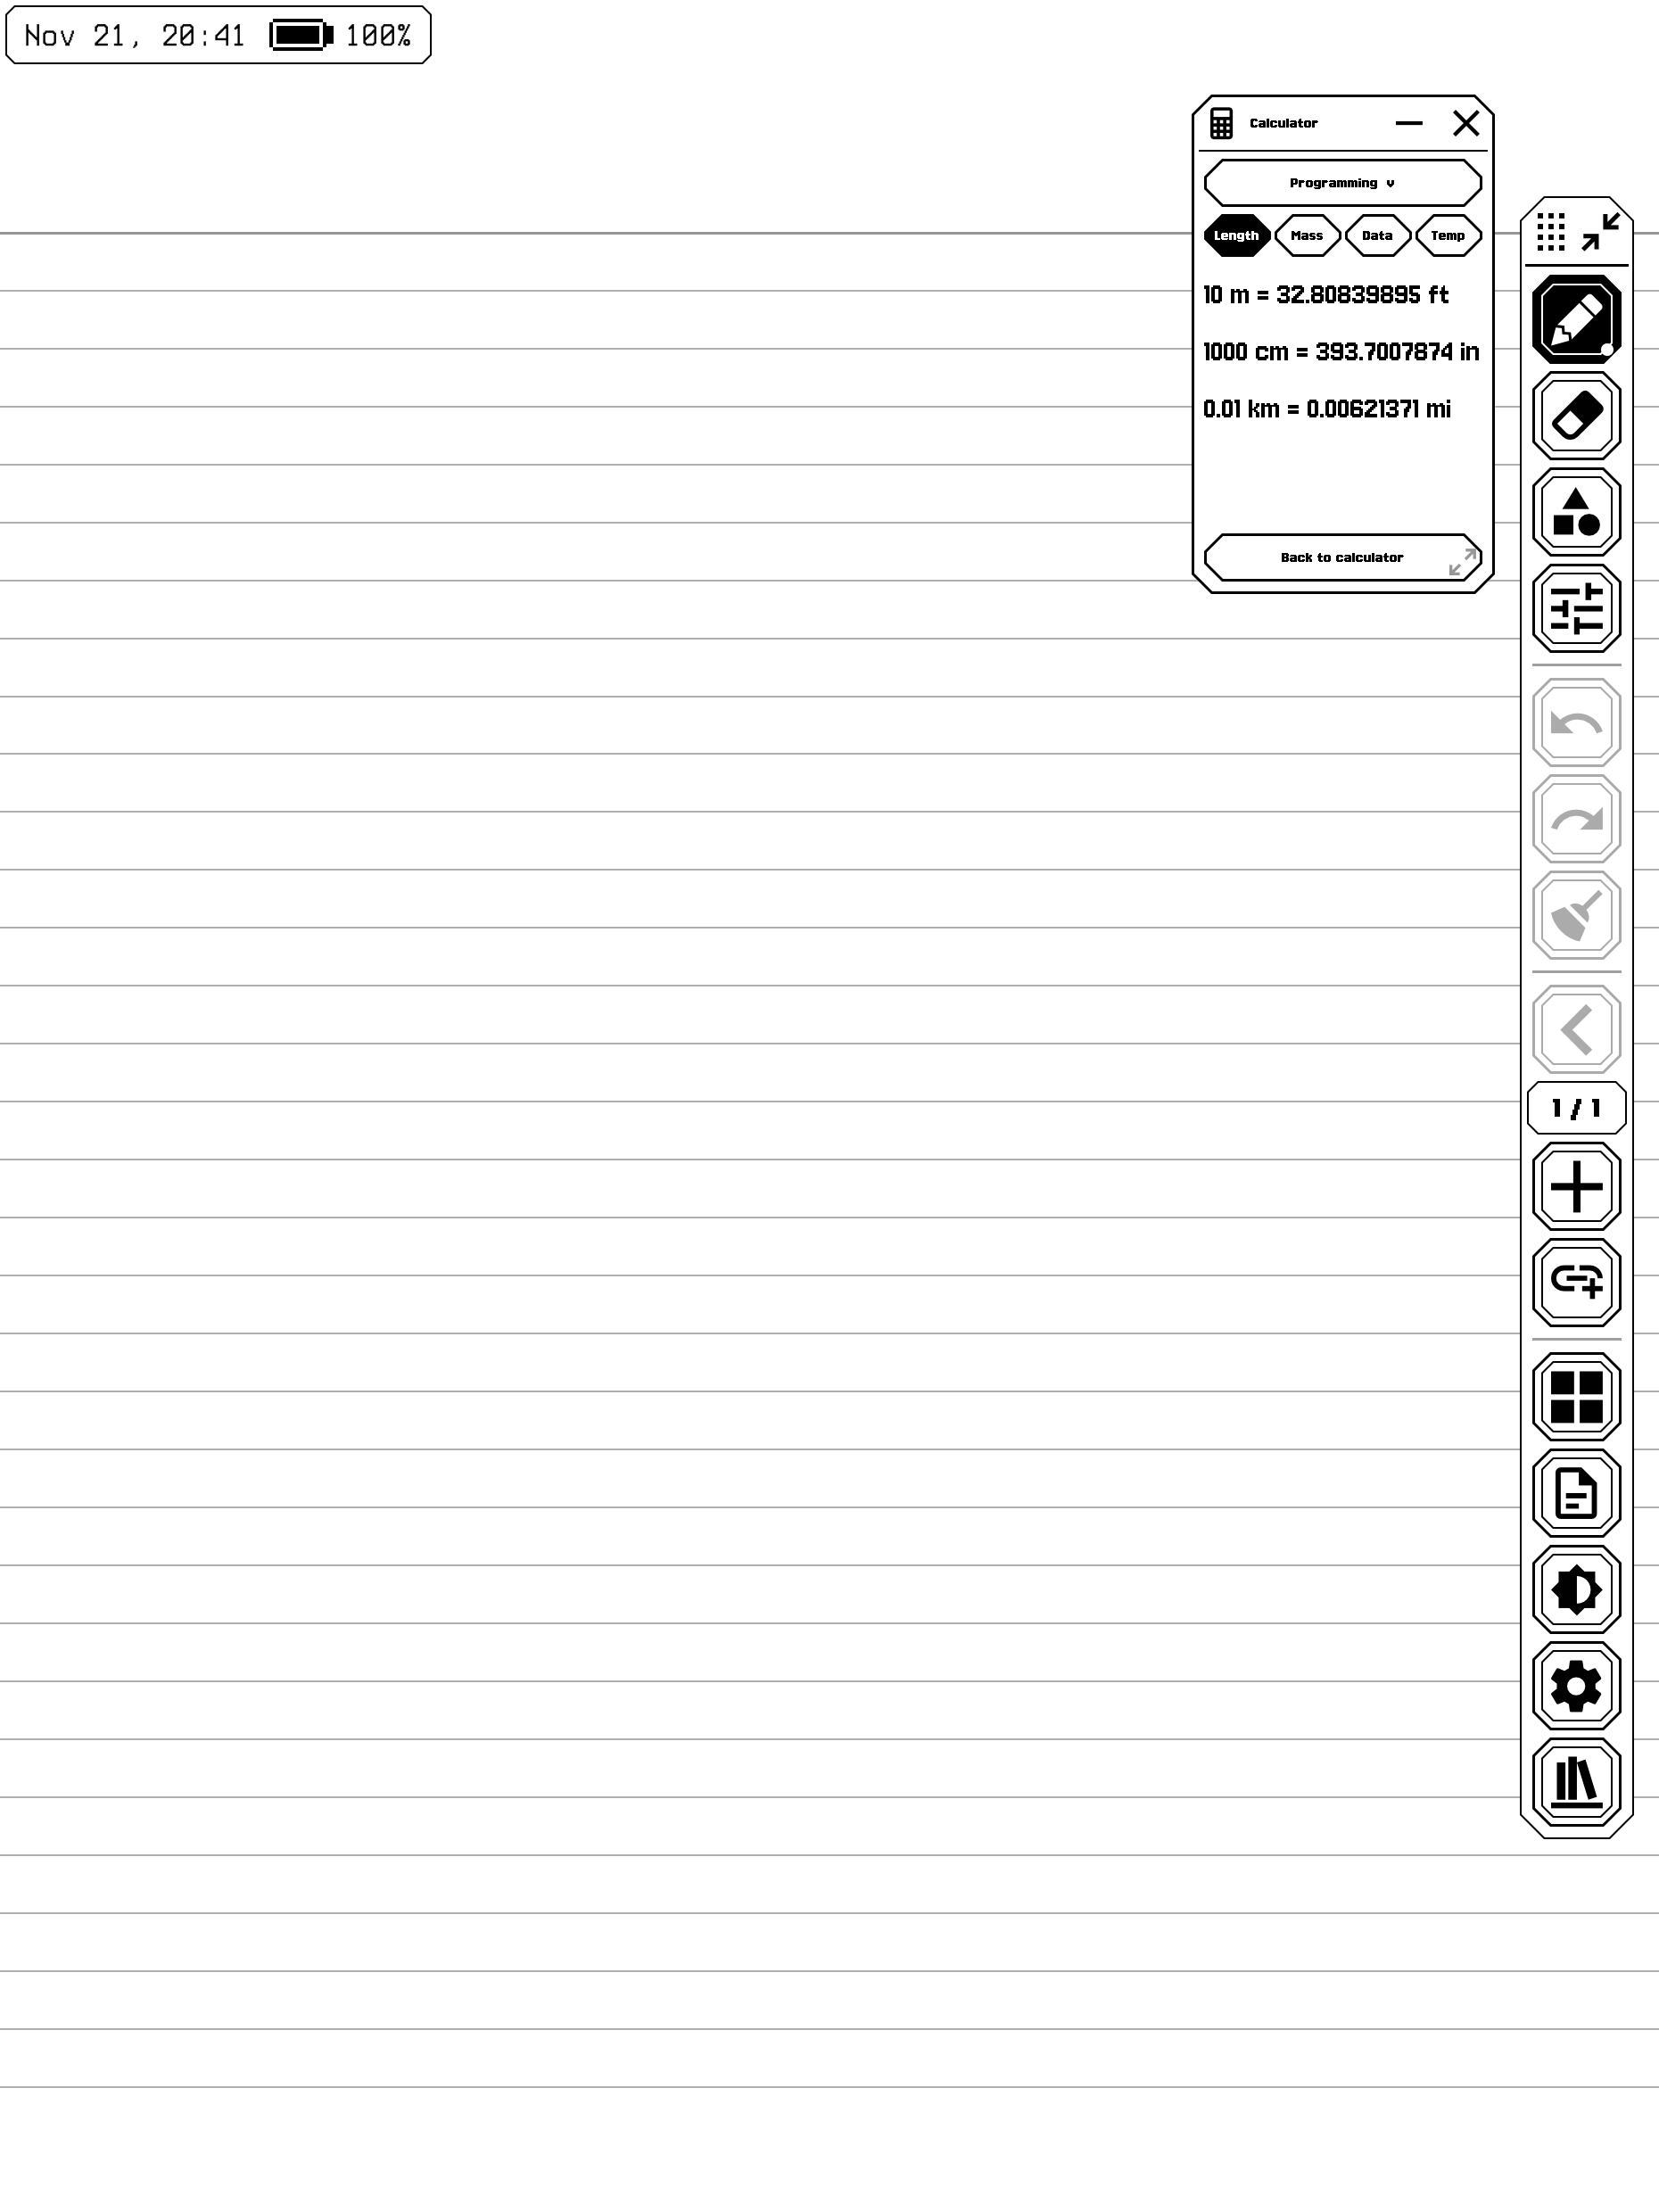 Nov 21, 20:41 100%
Calculator
Programming v
Length Mass Data Temp
10 m = 32.80839895 ft
1000 cm = 393.7007874 in
0.01 km = 0.00621371 mi
Back to calculator
1/1